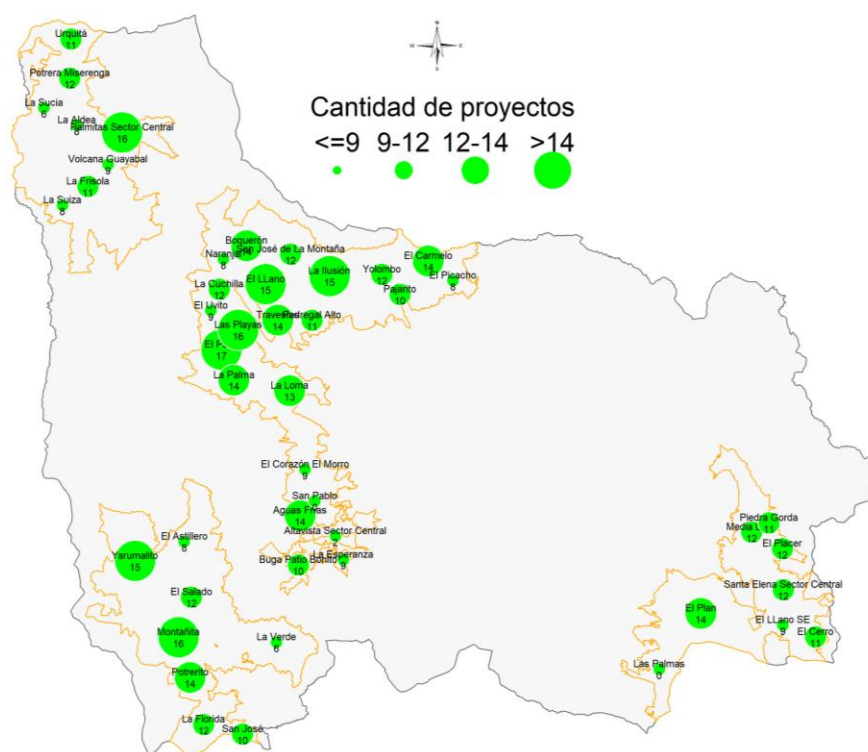 Urquitá
11
N
W E
S
Potrera Miserenga
12
Cantidad de proyectos
<=9 9-12 12-14 >14
La Sucia
6
La Aldea
8
Palmitas Sector Central
16
Volcana Guayabal
9
La Frisola
11
La Suiza
8
Boquerón
14
San José de La Montaña
12
Naranjal
8
El Carmelo
14
El Picacho
8
La Ilusión
15
Yolombo
12
Pajarito
10
El LLano
15
La Cuchilla
12
El Uvito
9
Las Playas
16
Travesías
14
Pedregal Alto
11
17
La Palma
14
La Loma
13
El Corazón El Morro
9
San Pablo
Aguas Frías
14
Altavista Sector Central
La Esperanza
9
Buga Patio Bonito
10
Piedra Gorda
11
Media L
12
El Placer
12
El Astillero
8
Yarumalito
15
El Salado
12
Santa Elena Sector Central
12
El Plan
14
El LLano SE
9
El Cerro
11
Montañita
16
La Verde
6
Las Palmas
Potrerito
14
La Florida
12
San José
10